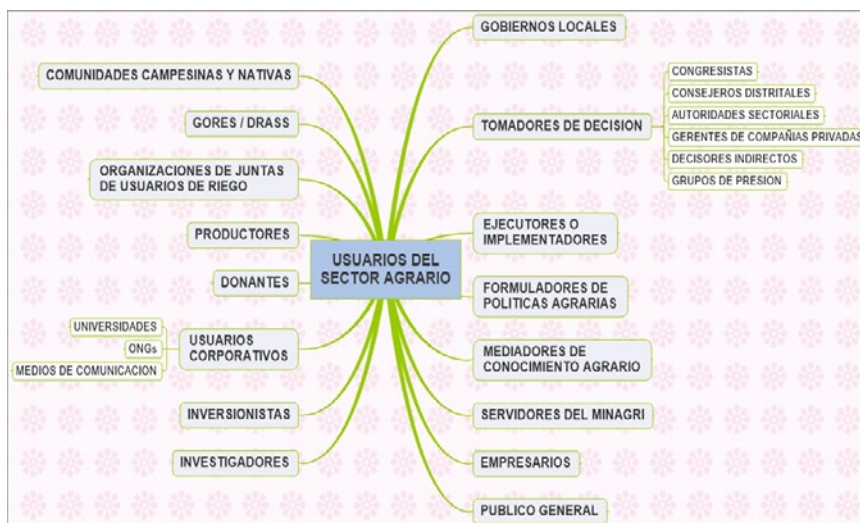 GOBIERNOS LOCALES
COMUNIDADES CAMPESINAS Y NATIVAS
GORES / DRASS
ORGANIZACIONES DE JUNTAS
DE USUARIOS DE RIEGO
PRODUCTORES
DONANTES
USUARIOS
CORPORATIVOS
UNIVERSIDADES
ONGs
MEDIOS DE COMUNICACION
INVERSIONISTAS
INVESTIGADORES
USUARIOS DEL
SECTOR AGRARIO
TOMADORES DE DECISION
CONGRESISTAS
CONSEJEROS DISTRITALES
AUTORIDADES SECTORIALES
GERENTES DE COMPAÑIAS PRIVADAS
DECISORES INDIRECTOS
GRUPOS DE PRESION
EJECUTORES O
IMPLEMENTADORES
FORMULADORES DE
POLITICAS AGRARIAS
MEDIADORES DE
CONOCIMIENTO AGRARIO
SERVIDORES DEL MINAGRI
EMPRESARIOS
PUBLICO GENERAL